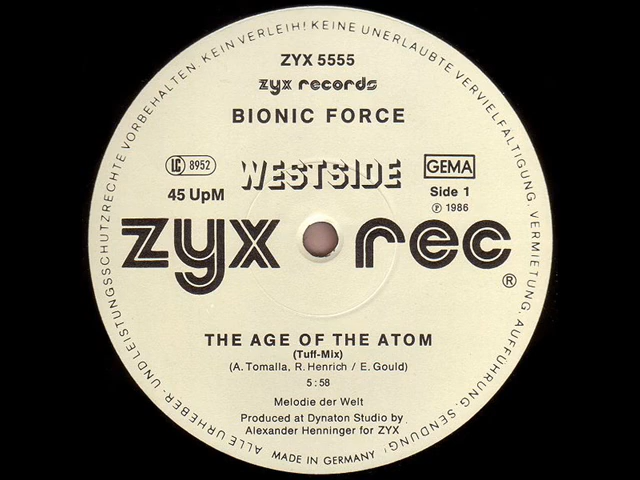 ALLE URHEBER- UND LEISTUNGSSCHUTZRECHTE VORBEHALTEN. KEIN VERLEIH! KEINE UNERLAUBTE VERVIELFÄLTIGUNG, VERMIETUNG, AUFFÜHRUNG, SENDUNG!
ZYX 5555
zyx records
BIONIC FORCE
LC 8952
WESTSIDE
GEMA
45 UpM
Side 1
℗ 1986
zyx rec ®
THE AGE OF THE ATOM
(Tuff-Mix)
(A. Tomalla, R. Henrich / E. Gould)
5:58
Melodie der Welt
Produced at Dynaton Studio by
Alexander Henninger for ZYX
MADE IN GERMANY